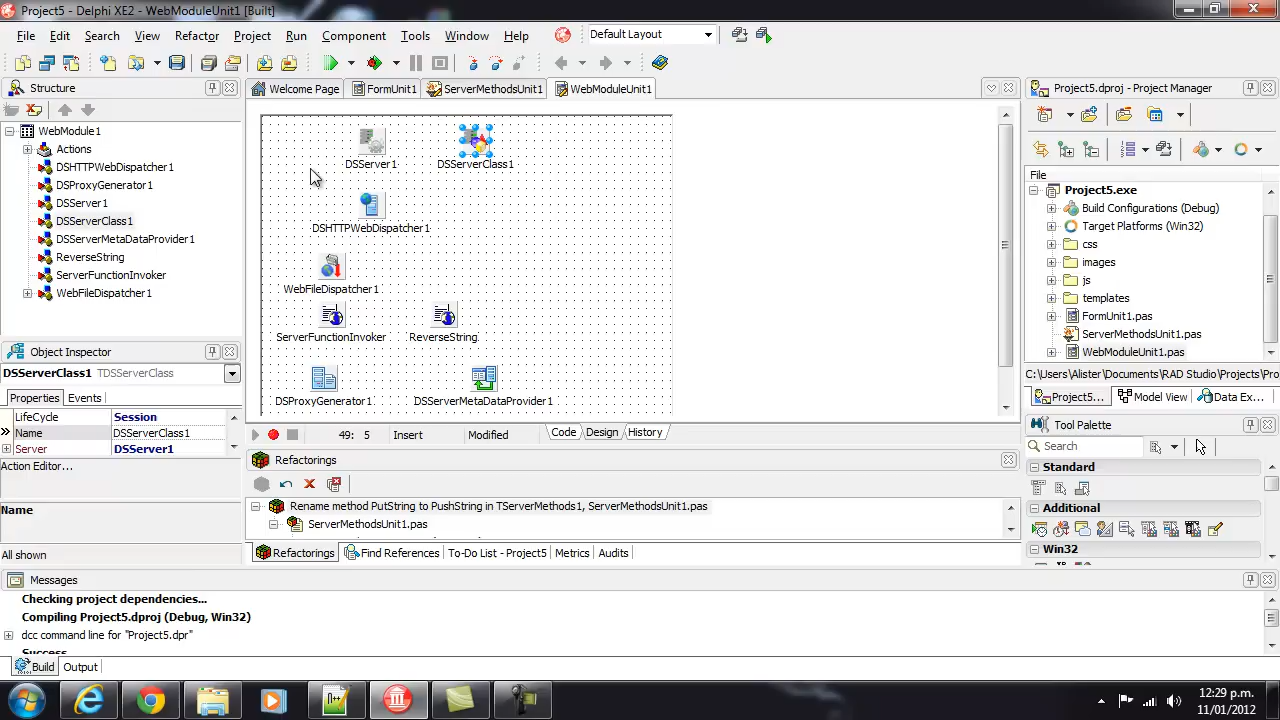 Project5 - Delphi XE2 - WebModuleUnit1 [Built]
File Edit Search View Refactor Project Run Component Tools Window Help Default Layout
Structure
WebModule1
Actions
DSHTTPWebDispatcher1
DSProxyGenerator1
DSServer1
DSServerClass1
DSServerMetaDataProvider1
ReverseString
ServerFunctionInvoker
WebFileDispatcher1
Object Inspector
DSServerClass1 TDSServerClass
Properties Events
LifeCycle Session
Name DSServerClass1
Server DSServer1
Action Editor...
Name
All shown
Welcome Page FormUnit1 ServerMethodsUnit1 WebModuleUnit1
DSServer1 DSServerClass1
DSHTTPWebDispatcher1
WebFileDispatcher1
ServerFunctionInvoker ReverseString
DSProxyGenerator1 DSServerMetaDataProvider1
49: 5 Insert Modified Code Design History
Refactorings
Rename method PutString to PushString in TServerMethods1, ServerMethodsUnit1.pas
ServerMethodsUnit1.pas
Refactorings Find References To-Do List - Project5 Metrics Audits
Project5.dproj - Project Manager
File
Project5.exe
Build Configurations (Debug)
Target Platforms (Win32)
css
images
js
templates
FormUnit1.pas
ServerMethodsUnit1.pas
WebModuleUnit1.pas
C:\Users\Alister\Documents\RAD Studio\Projects\Pro
Project5... Model View Data Ex...
Tool Palette
Search
Standard
Additional
Win32
Messages
Checking project dependencies...
Compiling Project5.dproj (Debug, Win32)
dcc command line for "Project5.dpr"
Success
Build Output
12:29 p.m.
11/01/2012